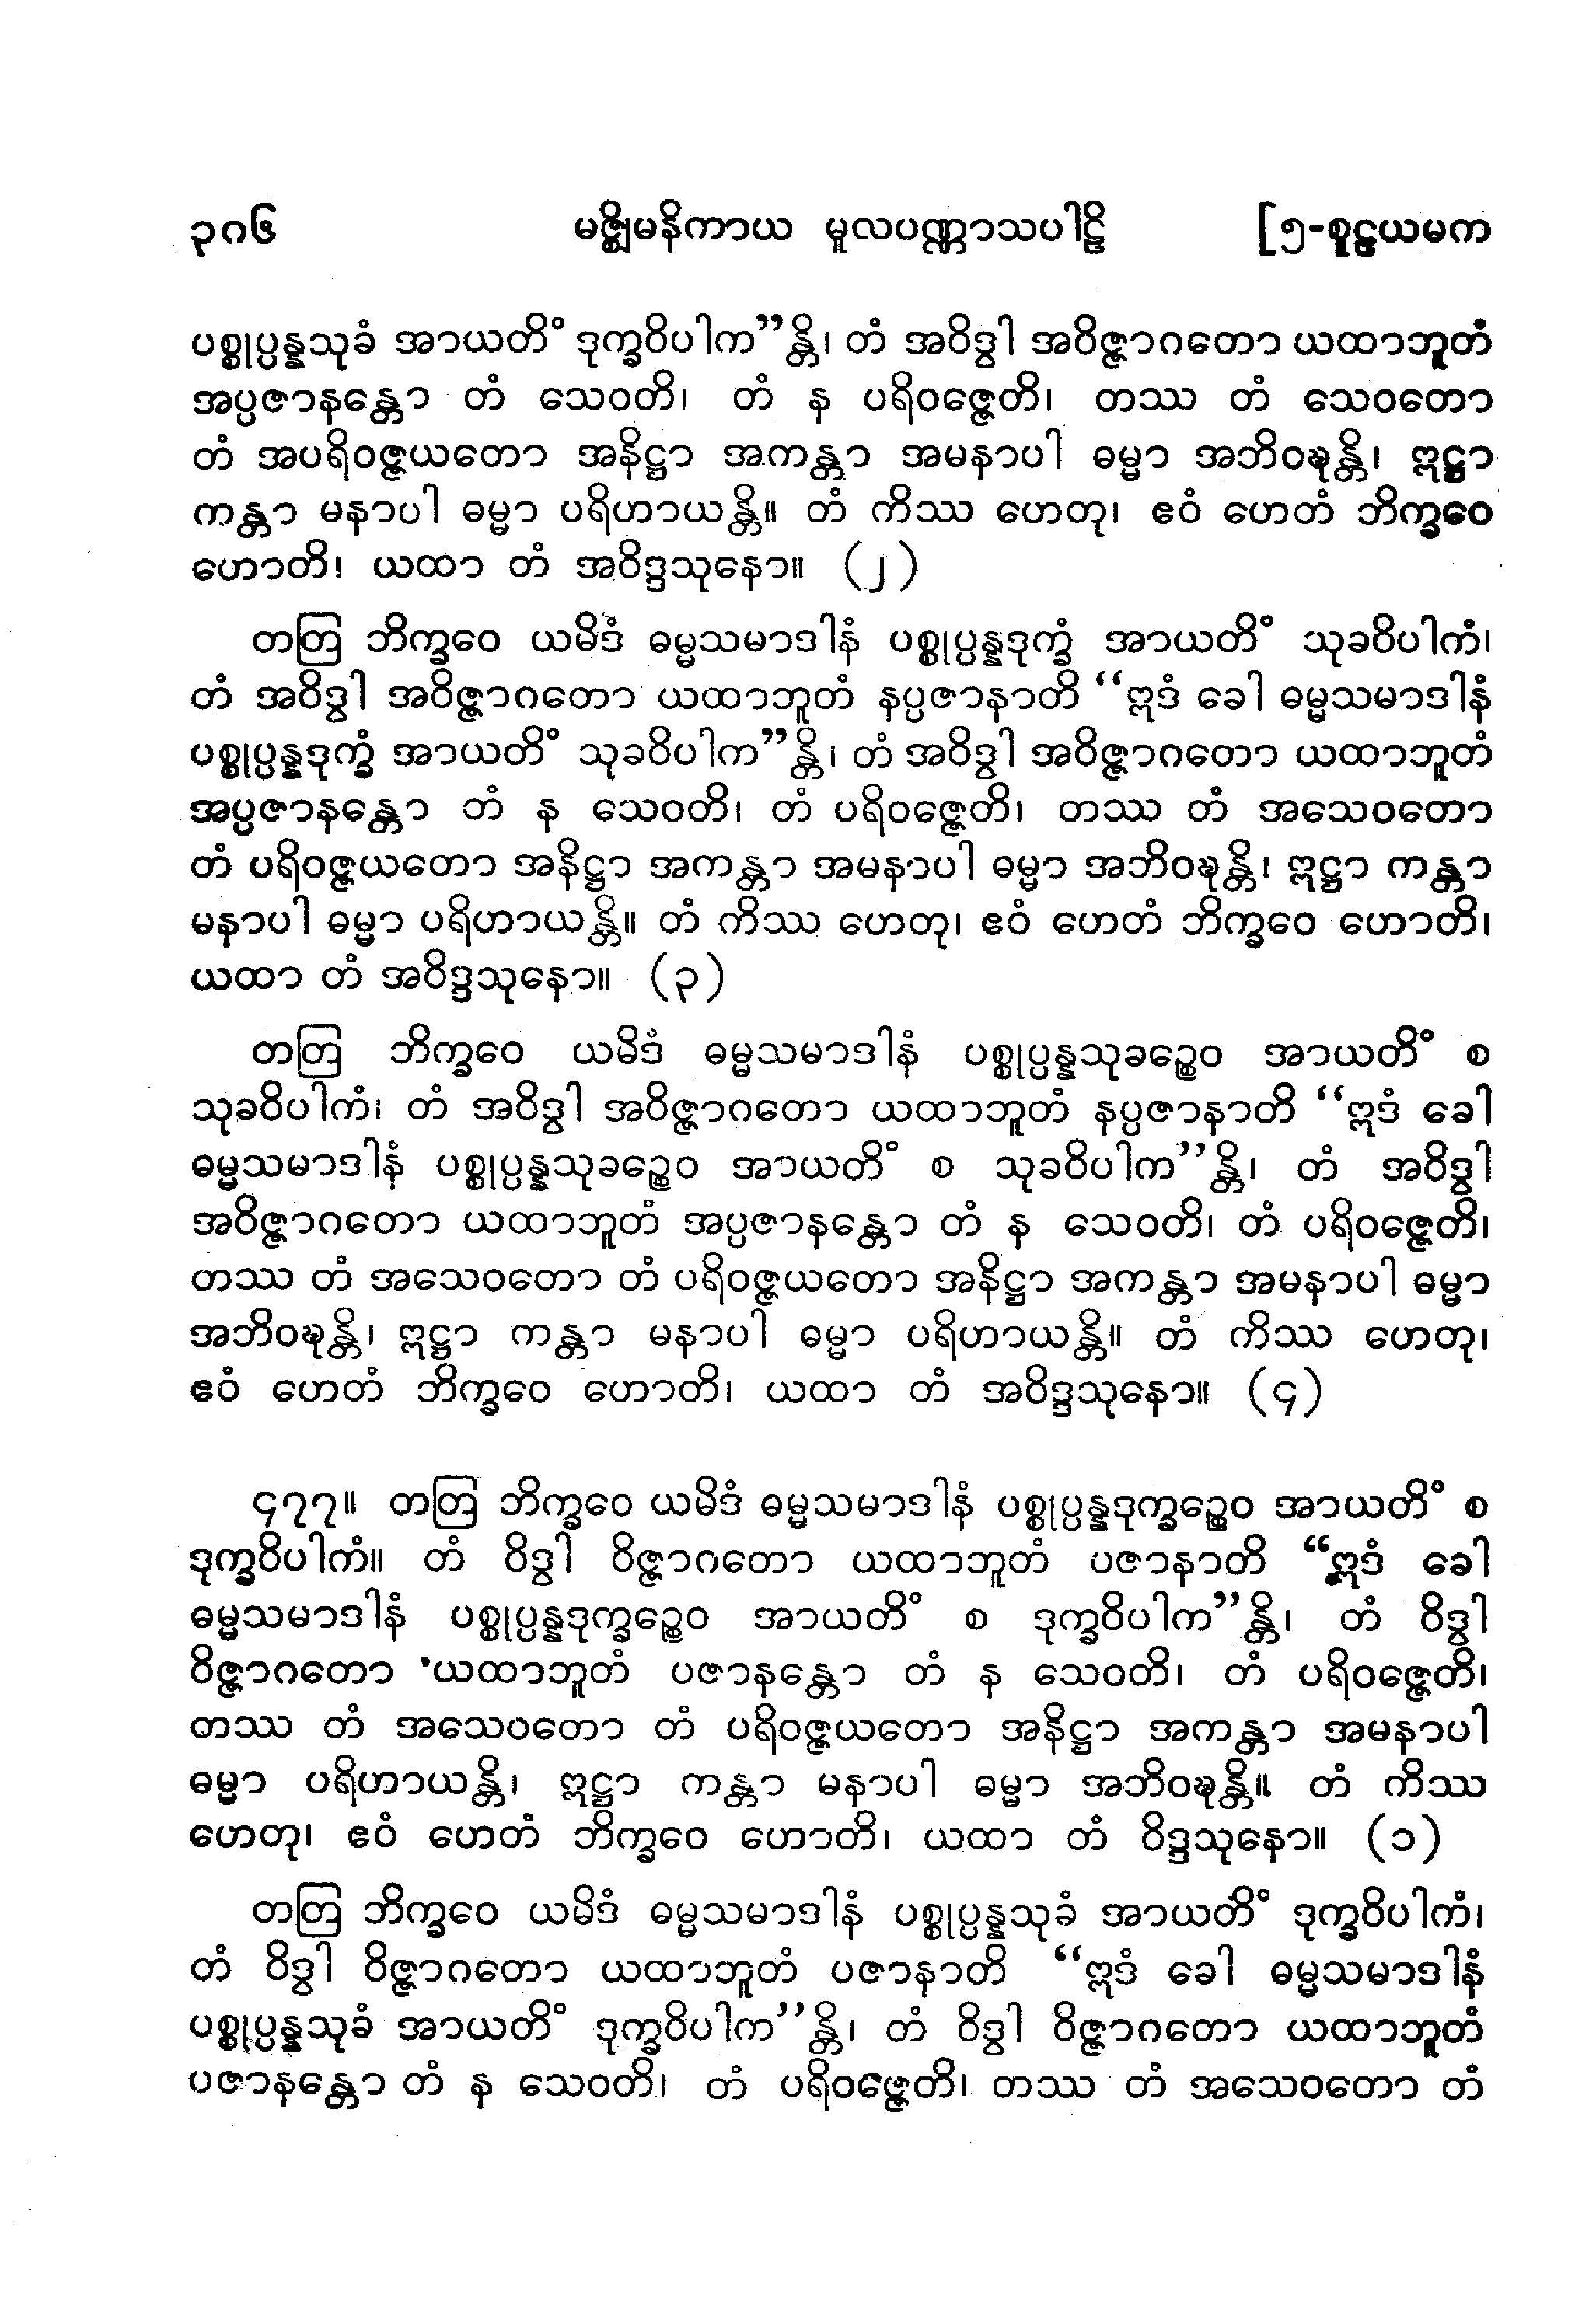 ၃၈၆ မဇ္ဈိမနိကာယ မူလပဏ္ဏာသပါဠိ [၅-စူဠယမက
ပစ္စုပ္ပန္နသုခံ အာယတိံ ဒုက္ခဝိပါက”န္တိ၊ တံ အဝိဒွါ အဝိဇ္ဇာဂတော ယထာဘူတံ
အပ္ပဇာနန္တော တံ သေဝတိ၊ တံ န ပရိဝဇ္ဇေတိ၊ တဿ တံ သေဝတော
တံ အပရိဝဇ္ဇယတော အနိဋ္ဌာ အကန္တာ အမနာပါ ဓမ္မာ အဘိဝဍ္ဎန္တိ၊ ဣဋ္ဌာ
ကန္တာ မနာပါ ဓမ္မာ ပရိဟာယန္တိ။ တံ ကိဿ ဟေတု၊ ဧဝံ ဟေတံ ဘိက္ခဝေ
ဟောတိ၊ ယထာ တံ အဝိဒ္ဒသုနော။ (၂)
တတြ ဘိက္ခဝေ ယမိဒံ ဓမ္မသမာဒါနံ ပစ္စုပ္ပန္နဒုက္ခံ အာယတိံ သုခဝိပါကံ၊
တံ အဝိဒွါ အဝိဇ္ဇာဂတော ယထာဘူတံ နပ္ပဇာနာတိ “ဣဒံ ခေါ ဓမ္မသမာဒါနံ
ပစ္စုပ္ပန္နဒုက္ခံ အာယတိံ သုခဝိပါက”န္တိ၊ တံ အဝိဒွါ အဝိဇ္ဇာဂတော ယထာဘူတံ
အပ္ပဇာနန္တော တံ န သေဝတိ၊ တံ ပရိဝဇ္ဇေတိ၊ တဿ တံ အသေဝတော
တံ ပရိဝဇ္ဇယတော အနိဋ္ဌာ အကန္တာ အမနာပါ ဓမ္မာ အဘိဝဍ္ဎန္တိ၊ ဣဋ္ဌာ ကန္တာ
မနာပါ ဓမ္မာ ပရိဟာယန္တိ။ တံ ကိဿ ဟေတု၊ ဧဝံ ဟေတံ ဘိက္ခဝေ ဟောတိ၊
ယထာ တံ အဝိဒ္ဒသုနော။ (၃)
တတြ ဘိက္ခဝေ ယမိဒံ ဓမ္မသမာဒါနံ ပစ္စုပ္ပန္နသုခဉ္စေဝ အာယတိံ စ
သုခဝိပါကံ၊ တံ အဝိဒွါ အဝိဇ္ဇာဂတော ယထာဘူတံ နပ္ပဇာနာတိ “ဣဒံ ခေါ
ဓမ္မသမာဒါနံ ပစ္စုပ္ပန္နသုခဉ္စေဝ အာယတိံ စ သုခဝိပါက”န္တိ၊ တံ အဝိဒွါ
အဝိဇ္ဇာဂတော ယထာဘူတံ အပ္ပဇာနန္တော တံ န သေဝတိ၊ တံ ပရိဝဇ္ဇေတိ၊
တဿ တံ အသေဝတော တံ ပရိဝဇ္ဇယတော အနိဋ္ဌာ အကန္တာ အမနာပါ ဓမ္မာ
အဘိဝဍ္ဎန္တိ၊ ဣဋ္ဌာ ကန္တာ မနာပါ ဓမ္မာ ပရိဟာယန္တိ။ တံ ကိဿ ဟေတု၊
ဧဝံ ဟေတံ ဘိက္ခဝေ ဟောတိ၊ ယထာ တံ အဝိဒ္ဒသုနော။ (၄)
၄၇၇။ တတြ ဘိက္ခဝေ ယမိဒံ ဓမ္မသမာဒါနံ ပစ္စုပ္ပန္နဒုက္ခဉ္စေဝ အာယတိံ စ
ဒုက္ခဝိပါကံ။ တံ ဝိဒွါ ဝိဇ္ဇာဂတော ယထာဘူတံ ပဇာနာတိ “ဣဒံ ခေါ
ဓမ္မသမာဒါနံ ပစ္စုပ္ပန္နဒုက္ခဉ္စေဝ အာယတိံ စ ဒုက္ခဝိပါက”န္တိ၊ တံ ဝိဒွါ
ဝိဇ္ဇာဂတော ယထာဘူတံ ပဇာနန္တော တံ န သေဝတိ၊ တံ ပရိဝဇ္ဇေတိ၊
တဿ တံ အသေဝတော တံ ပရိဝဇ္ဇယတော အနိဋ္ဌာ အကန္တာ အမနာပါ
ဓမ္မာ ပရိဟာယန္တိ၊ ဣဋ္ဌာ ကန္တာ မနာပါ ဓမ္မာ အဘိဝဍ္ဎန္တိ။ တံ ကိဿ
ဟေတု၊ ဧဝံ ဟေတံ ဘိက္ခဝေ ဟောတိ၊ ယထာ တံ ဝိဒ္ဒသုနော။ (၁)
တတြ ဘိက္ခဝေ ယမိဒံ ဓမ္မသမာဒါနံ ပစ္စုပ္ပန္နသုခံ အာယတိံ ဒုက္ခဝိပါကံ၊
တံ ဝိဒွါ ဝိဇ္ဇာဂတော ယထာဘူတံ ပဇာနာတိ “ဣဒံ ခေါ ဓမ္မသမာဒါနံ
ပစ္စုပ္ပန္နသုခံ အာယတိံ ဒုက္ခဝိပါက”န္တိ၊ တံ ဝိဒွါ ဝိဇ္ဇာဂတော ယထာဘူတံ
ပဇာနန္တော တံ န သေဝတိ၊ တံ ပရိဝဇ္ဇေတိ၊ တဿ တံ အသေဝတော တံ